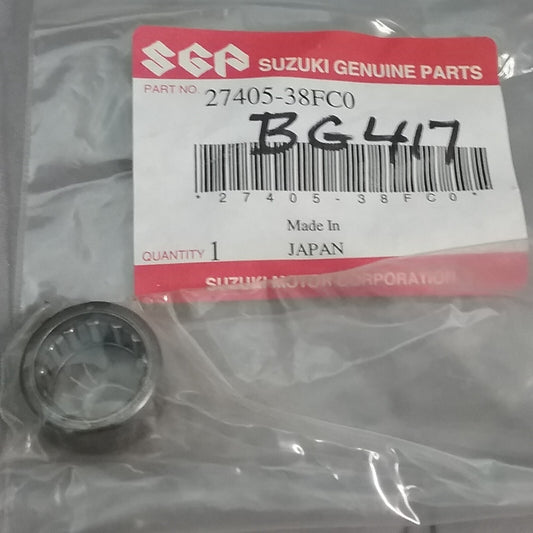 SGP SUZUKI GENUINE PARTS
PART NO. 27405-38FC0
BG417
*27405-38FC0*
Made In
QUANTITY 1 JAPAN
SUZUKI MOTOR CORPORATION